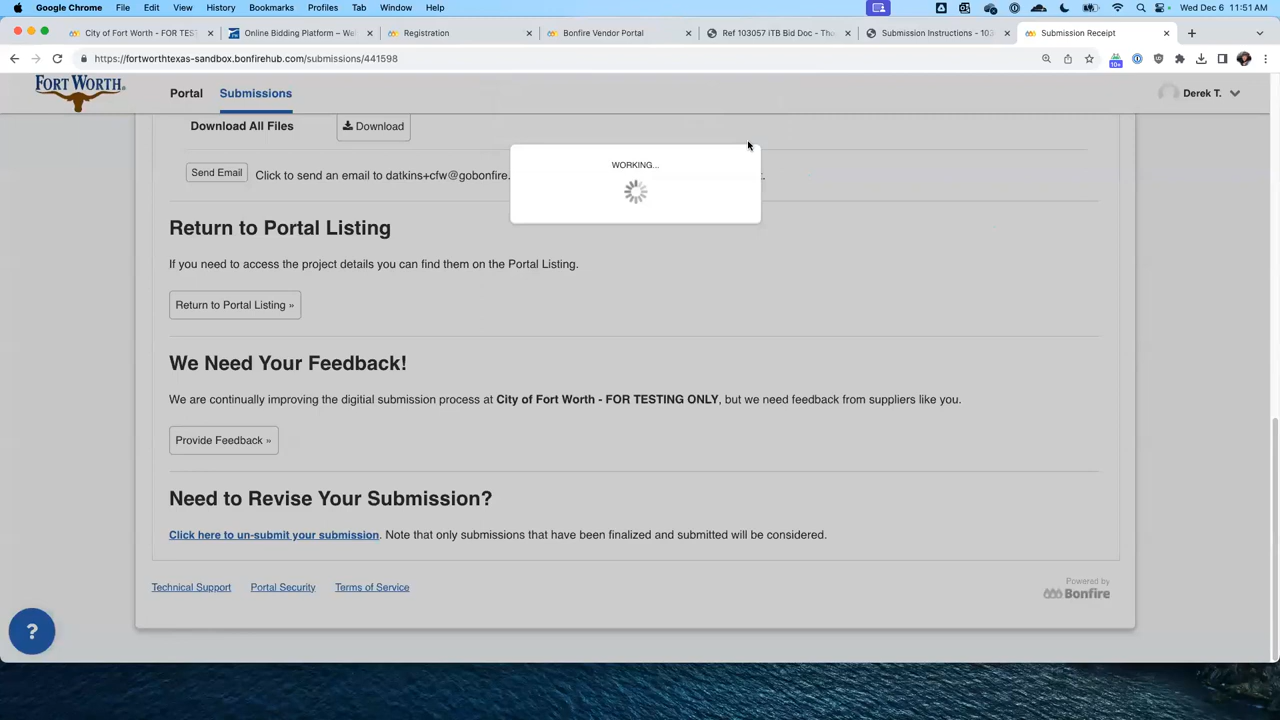 Google Chrome File Edit View History Bookmarks Profiles Tab Window Help Wed Dec 6 11:51 AM
City of Fort Worth - FOR TEST Online Bidding Platform – Wel Registration Bonfire Vendor Portal Ref 103057 ITB Bid Doc - Tho Submission Instructions - 10. Submission Receipt
https://fortworthtexas-sandbox.bonfirehub.com/submissions/441598
10+
FORT WORTH® Portal Submissions Derek T.
Download All Files Download
WORKING...
Send Email Click to send an email to datkins+cfw@gobonfire.
Return to Portal Listing
If you need to access the project details you can find them on the Portal Listing.
Return to Portal Listing »
We Need Your Feedback!
We are continually improving the digitial submission process at City of Fort Worth - FOR TESTING ONLY, but we need feedback from suppliers like you.
Provide Feedback »
Need to Revise Your Submission?
Click here to un-submit your submission. Note that only submissions that have been finalized and submitted will be considered.
Technical Support Portal Security Terms of Service
Powered by
Bonfire
?